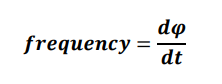 frequency = dφ/dt